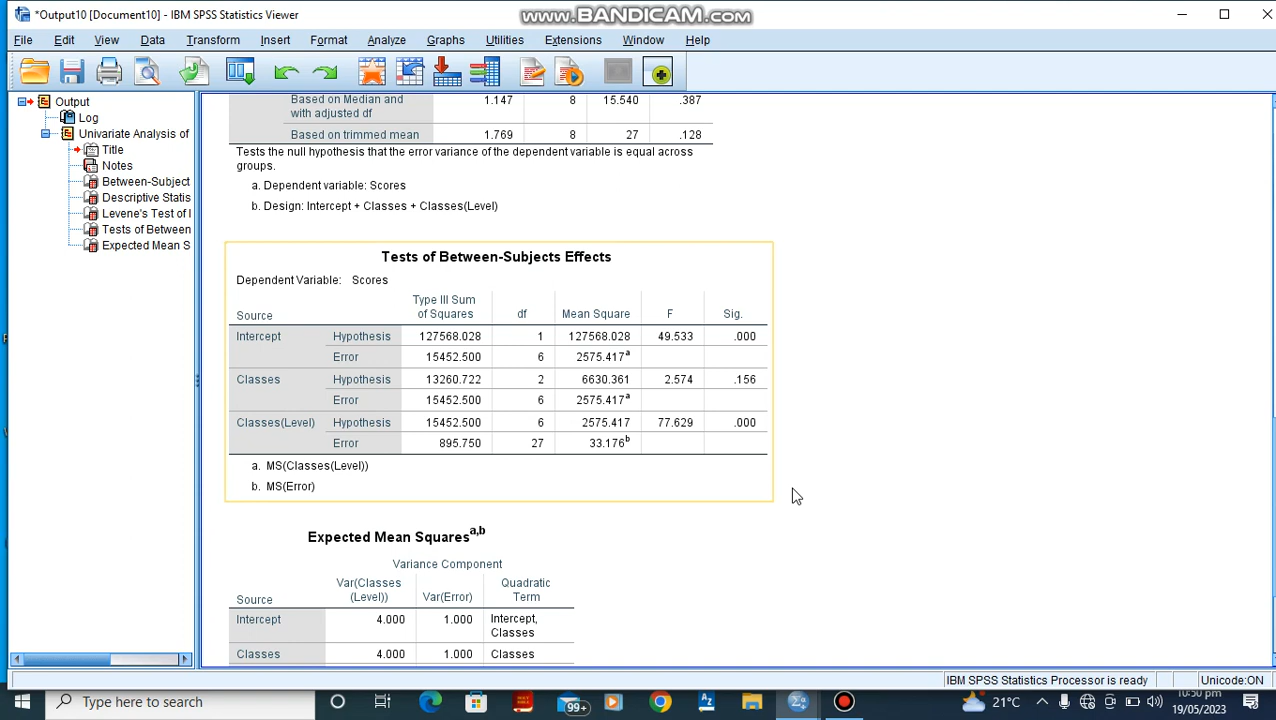 *Output10 [Document10] - IBM SPSS Statistics Viewer
www.BANDICAM.com
File Edit View Data Transform Insert Format Analyze Graphs Utilities Extensions Window Help
Output
Log
Univariate Analysis of
Title
Notes
Between-Subject
Descriptive Statis
Levene's Test of
Tests of Between
Expected Mean S
Based on Median and with adjusted df 1.147 8 15.540 .387
Based on trimmed mean 1.769 8 27 .128
Tests the null hypothesis that the error variance of the dependent variable is equal across
groups.
a. Dependent variable: Scores
b. Design: Intercept + Classes + Classes(Level)
Tests of Between-Subjects Effects
Dependent Variable: Scores
Source Type III Sum of Squares df Mean Square F Sig.
Intercept Hypothesis 127568.028 1 127568.028 49.533 .000
Error 15452.500 6 2575.417a
Classes Hypothesis 13260.722 2 6630.361 2.574 .156
Error 15452.500 6 2575.417a
Classes(Level) Hypothesis 15452.500 6 2575.417 77.629 .000
Error 895.750 27 33.176b
a. MS(Classes(Level))
b. MS(Error)
Expected Mean Squaresa,b
Variance Component
Source Var(Classes (Level)) Var(Error) Quadratic Term
Intercept 4.000 1.000 Intercept, Classes
Classes 4.000 1.000 Classes
IBM SPSS Statistics Processor is ready Unicode:ON
Type here to search
99+
21°C
10:50 pm
19/05/2023